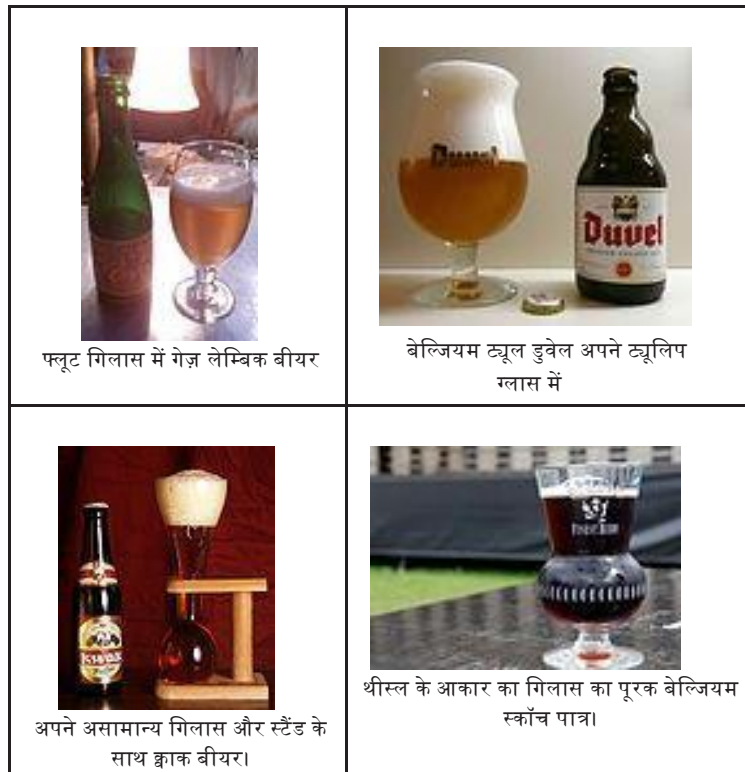 Duvel
Duvel
फ्लूट गिलास में गेज़ लेम्बिक बीयर
बेल्जियम ट्यूल डुवेल अपने ट्यूलिप
ग्लास में
अपने असामान्य गिलास और स्टैंड के
साथ क्वाक बीयर।
थीस्ल के आकार का गिलास का पूरक बेल्जियम
स्कॉच पात्र।